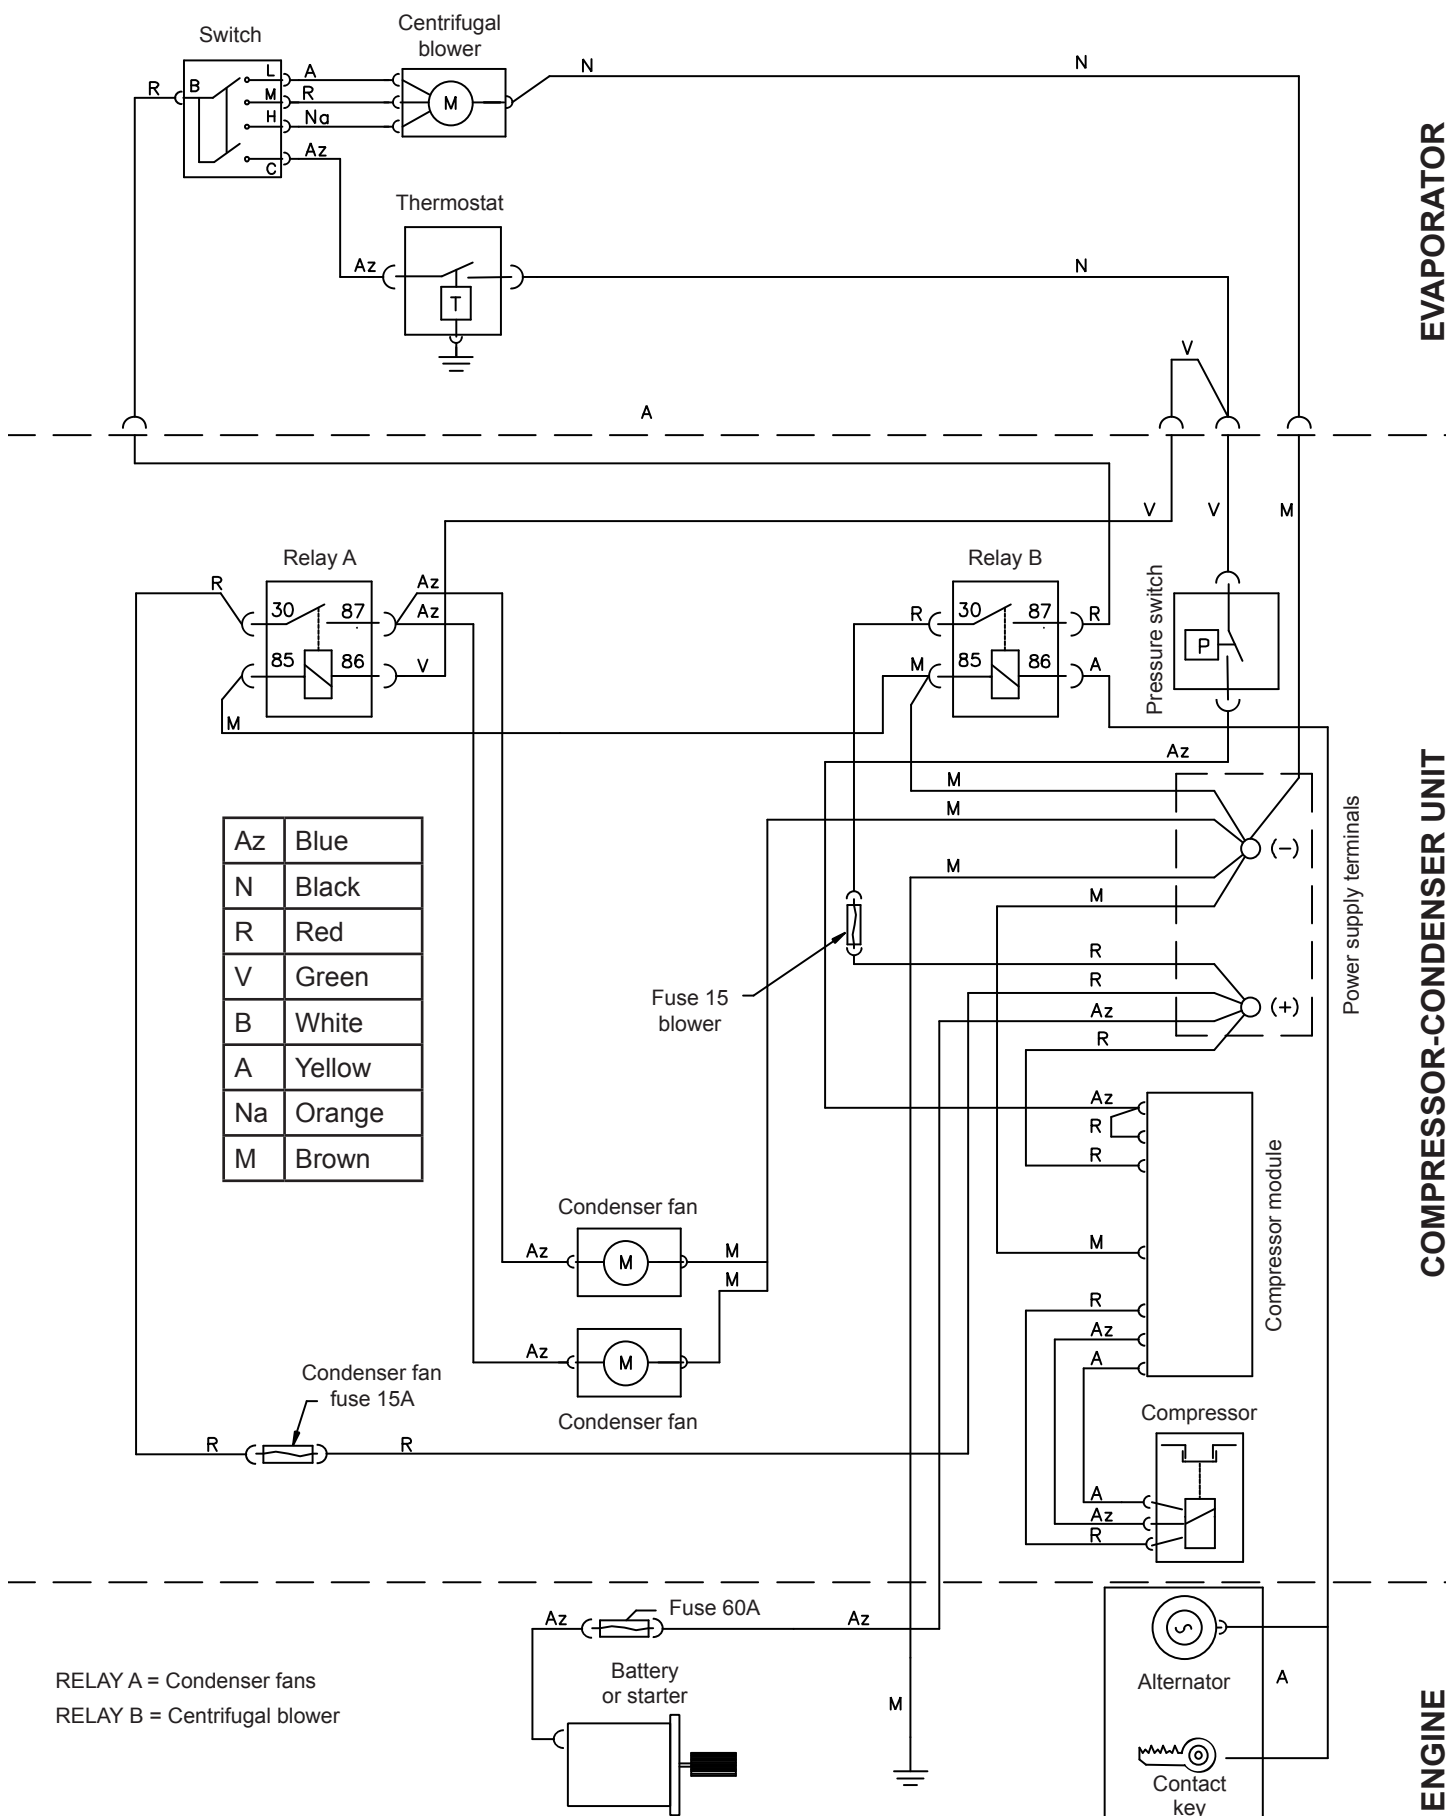 Switch
Centrifugal
blower
R
B
L
M
H
C
A
R
Na
Az
M
N
N
Thermostat
Az
T
N
EVAPORATOR
V
A
V
V
M
Relay A
R
30
87
85
86
Az
Az
V
M
Relay B
R
30
87
R
M
85
86
A
Pressure switch
P
Az
M
M
M
M
(-)
Power supply terminals
R
R
Az
R
(+)
COMPRESSOR-CONDENSER UNIT
Az Blue
N Black
R Red
V Green
B White
A Yellow
Na Orange
M Brown
Fuse 15
blower
Az
R
R
M
R
Az
A
Compressor module
Condenser fan
Az
M
M
M
Az
M
Condenser fan
Condenser fan
fuse 15A
R
R
Compressor
A
Az
R
Az
Fuse 60A
Az
Battery
or starter
M
Alternator
A
Contact
key
ENGINE
RELAY A = Condenser fans
RELAY B = Centrifugal blower